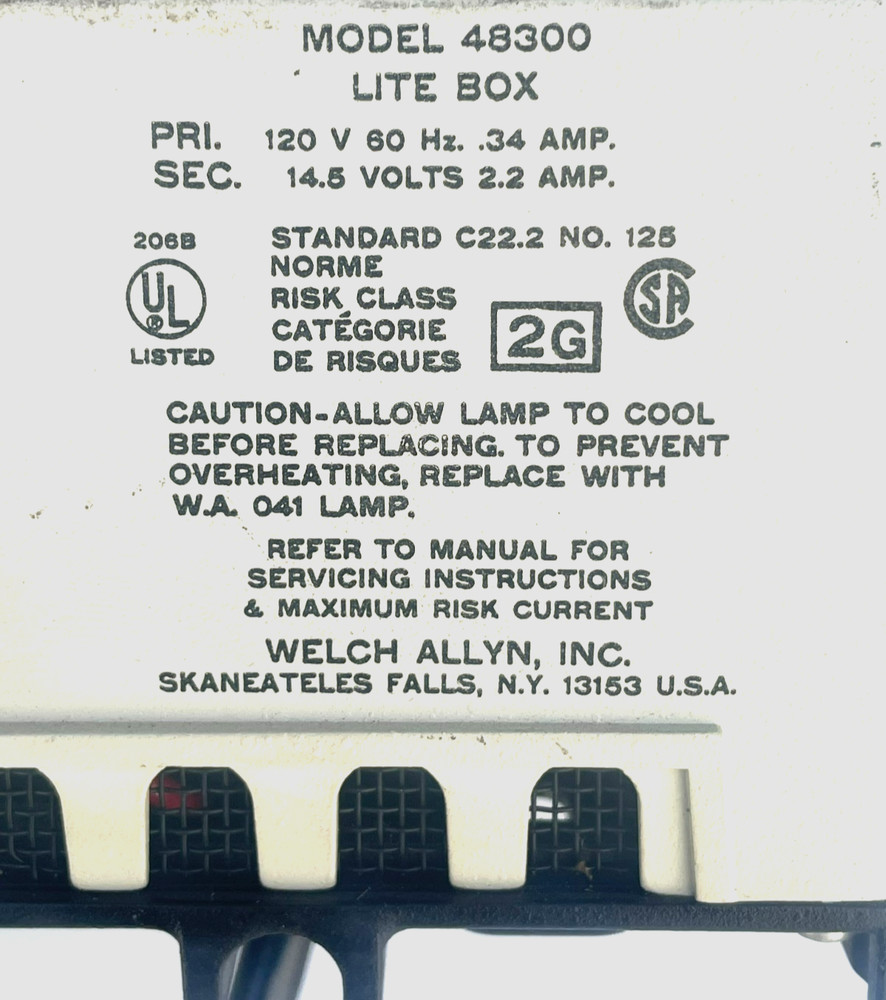 MODEL 48300
LITE BOX
PRI. 120 V 60 Hz. .34 AMP.
SEC. 14.5 VOLTS 2.2 AMP.
206B
UL
®
LISTED
STANDARD C22.2 NO. 125
NORME
RISK CLASS
CATÉGORIE
DE RISQUES
2G
SA
CAUTION-ALLOW LAMP TO COOL
BEFORE REPLACING. TO PREVENT
OVERHEATING, REPLACE WITH
W.A. 041 LAMP.
REFER TO MANUAL FOR
SERVICING INSTRUCTIONS
& MAXIMUM RISK CURRENT
WELCH ALLYN, INC.
SKANEATELES FALLS, N.Y. 13153 U.S.A.